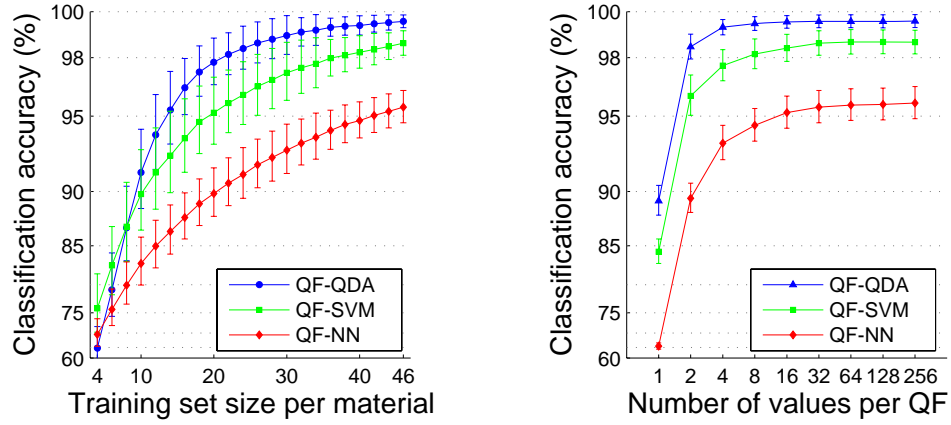 Classification accuracy (%)
100
98
95
90
85
75
60
4 10 20 30 40 46
Training set size per material
QF-QDA
QF-SVM
QF-NN
Classification accuracy (%)
100
98
95
90
85
75
60
1 2 4 8 16 32 64 128 256
Number of values per QF
QF-QDA
QF-SVM
QF-NN